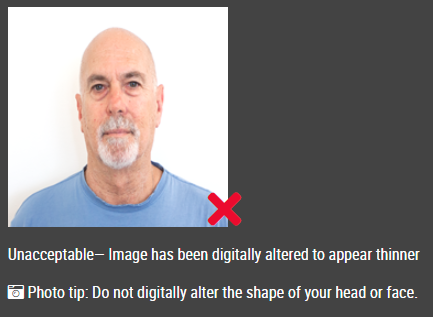 Unacceptable— Image has been digitally altered to appear thinner
Photo tip: Do not digitally alter the shape of your head or face.